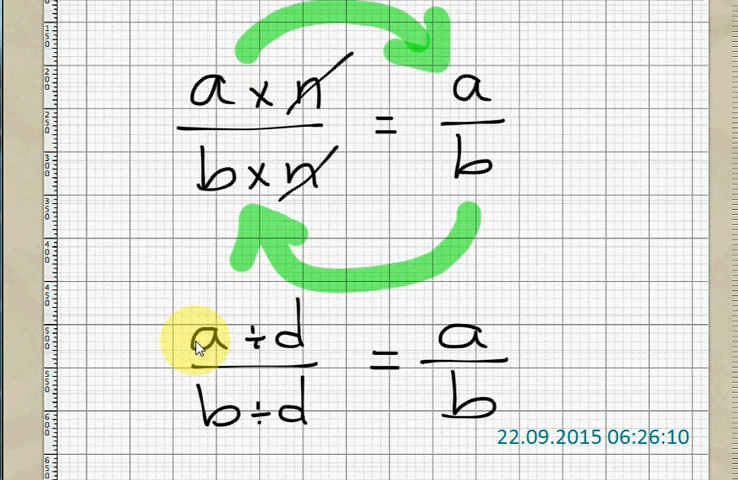 a × n / b × n = a / b
a ÷ d / b ÷ d = a / b
22.09.2015 06:26:10